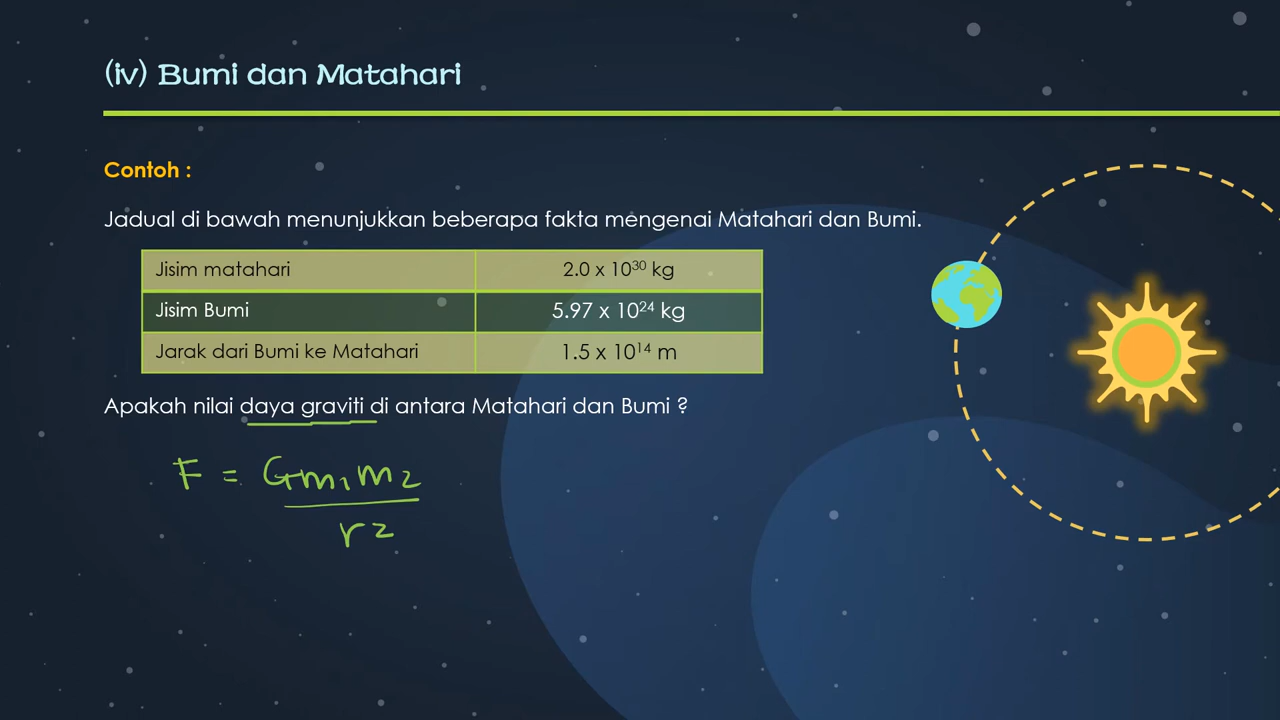 (iv) Bumi dan Matahari
Contoh :
Jadual di bawah menunjukkan beberapa fakta mengenai Matahari dan Bumi.
Jisim matahari 2.0 x 10³⁰ kg
Jisim Bumi 5.97 x 10²⁴ kg
Jarak dari Bumi ke Matahari 1.5 x 10¹⁴ m
Apakah nilai daya graviti di antara Matahari dan Bumi ?
F = Gm₁m₂
r²